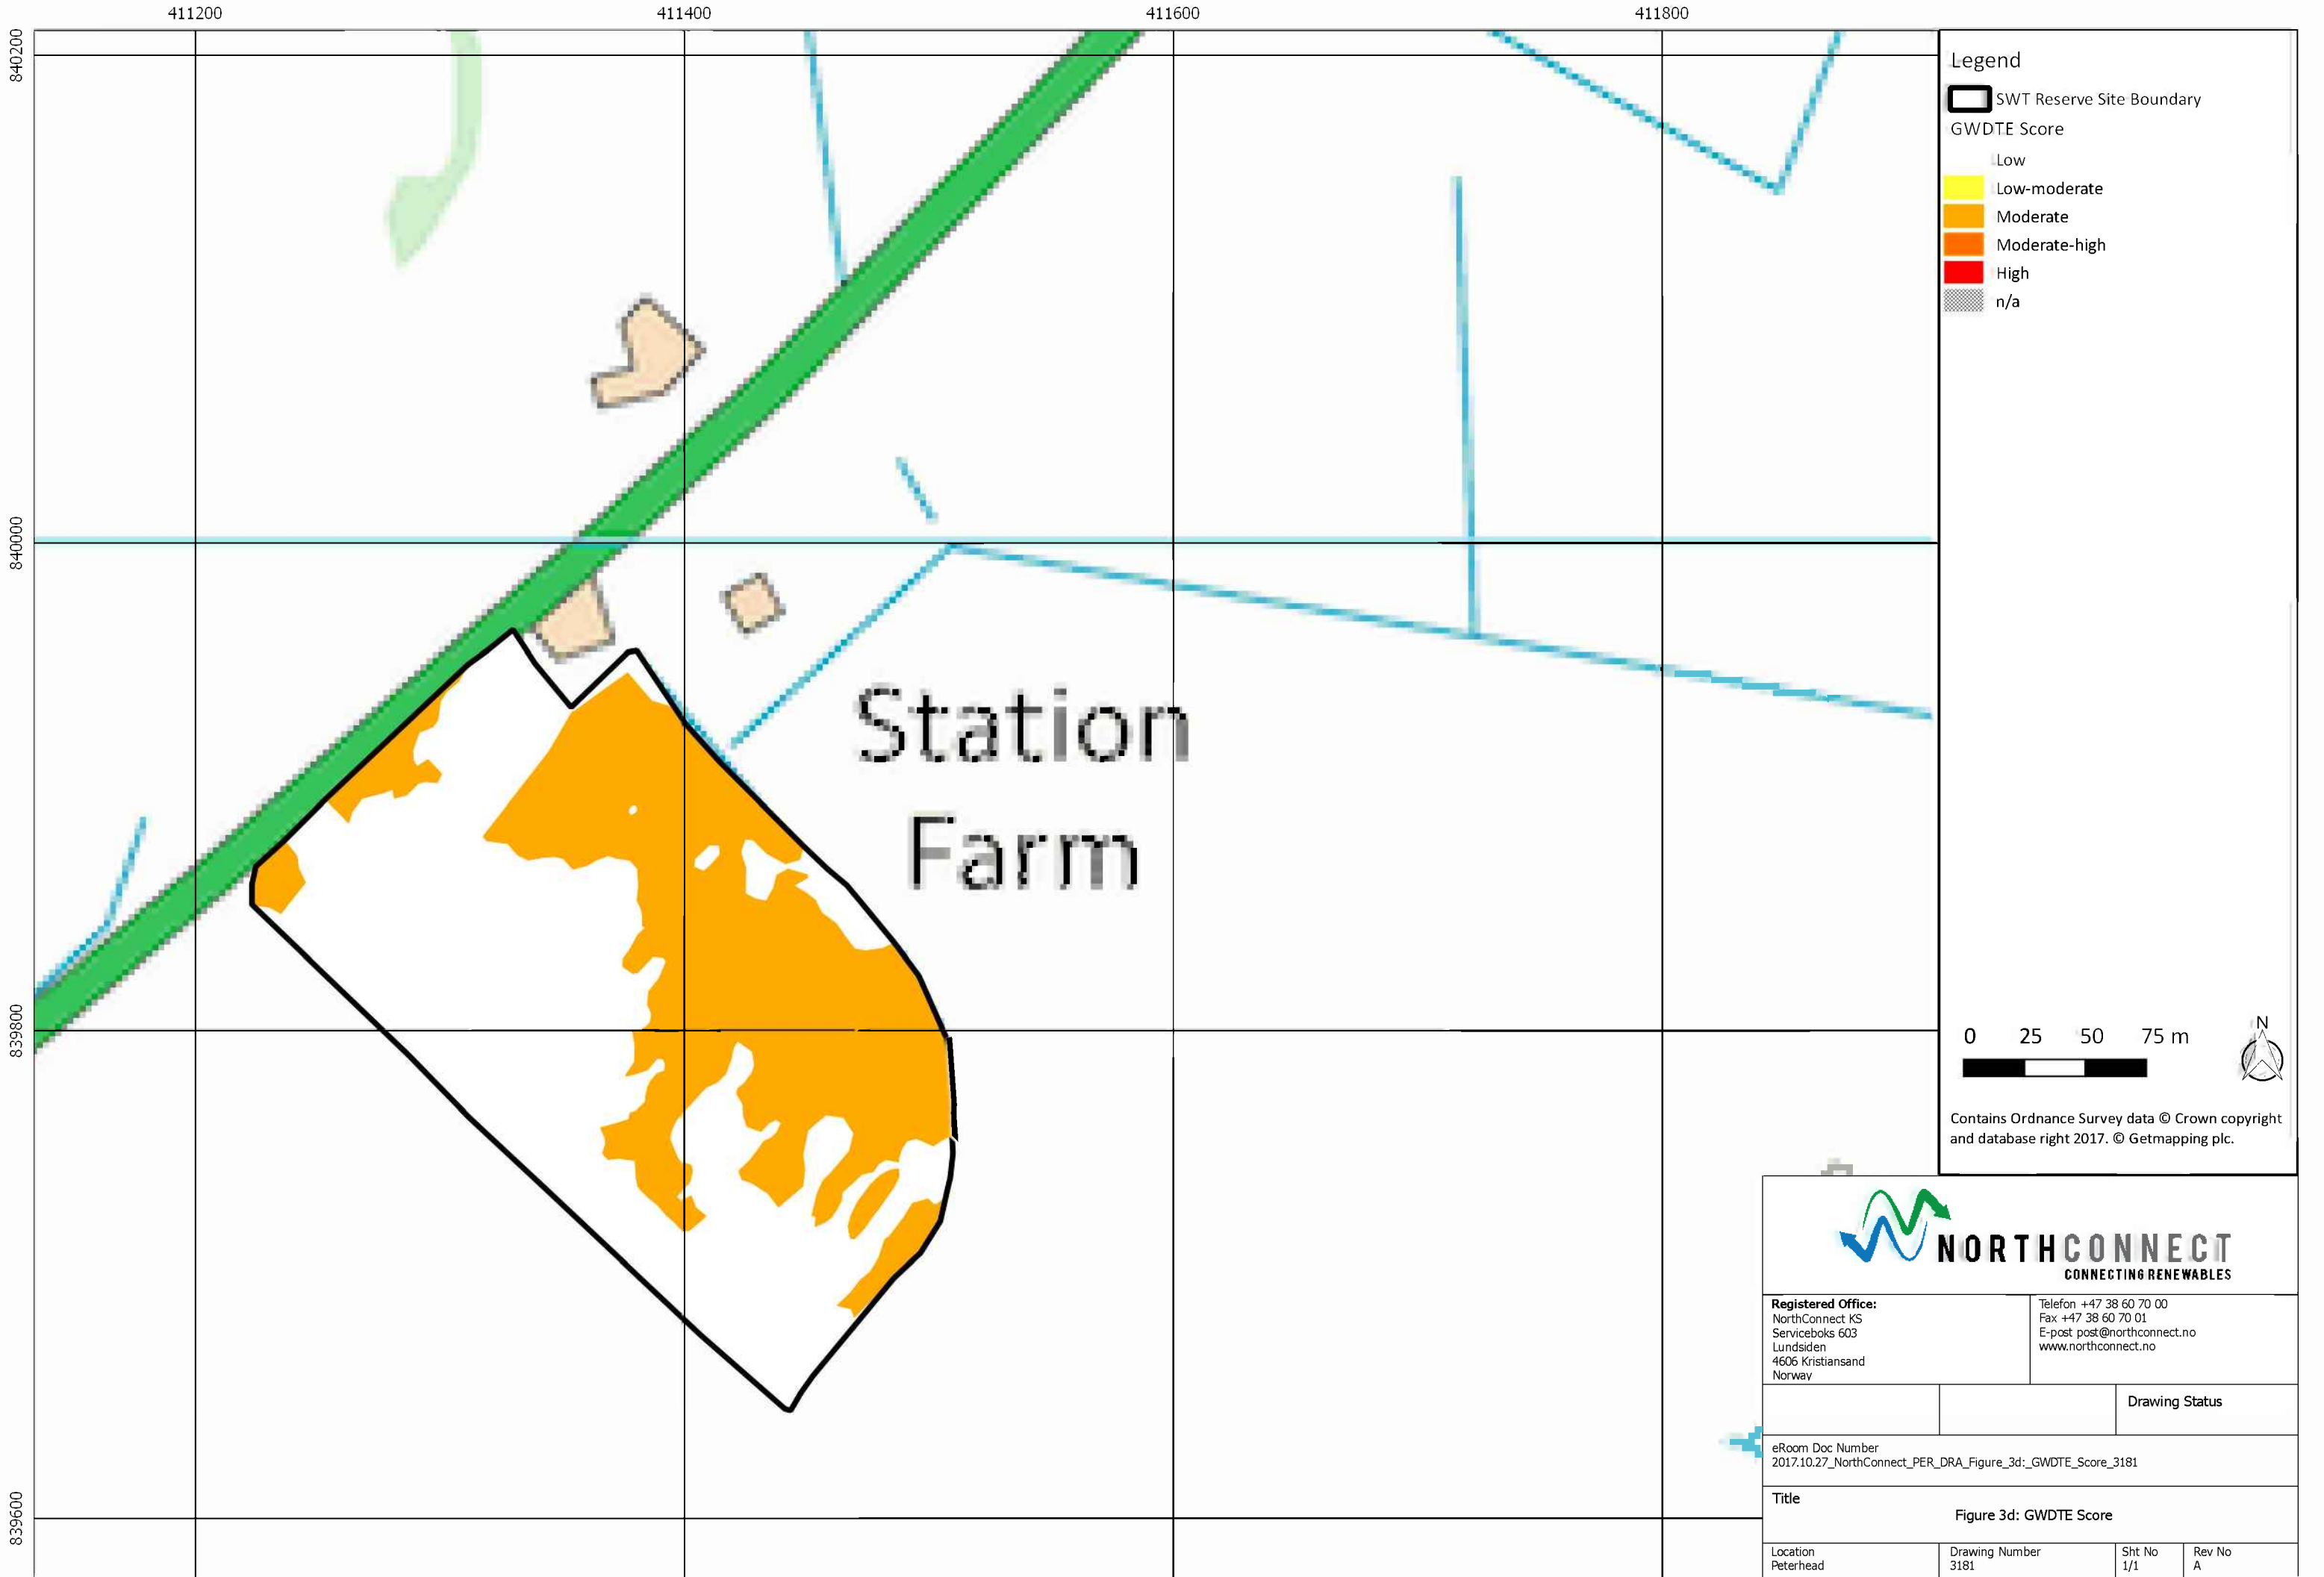 411200
411400
411600
411800
840200
840000
839800
839600
Station
Farm
Legend
SWT Reserve Site Boundary
GWDTE Score
Low
Low-moderate
Moderate
Moderate-high
High
n/a
0 25 50 75 m
N
Contains Ordnance Survey data © Crown copyright
and database right 2017. © Getmapping plc.
NORTHCONNECT
CONNECTING RENEWABLES
Registered Office:
NorthConnect KS
Serviceboks 603
Lundsiden
4606 Kristiansand
Norway
Telefon +47 38 60 70 00
Fax +47 38 60 70 01
E-post post@northconnect.no
www.northconnect.no
Drawing Status
eRoom Doc Number
2017.10.27_NorthConnect_PER_DRA_Figure_3d:_GWDTE_Score_3181
Title
Figure 3d: GWDTE Score
Location
Peterhead
Drawing Number
3181
Sht No
1/1
Rev No
A